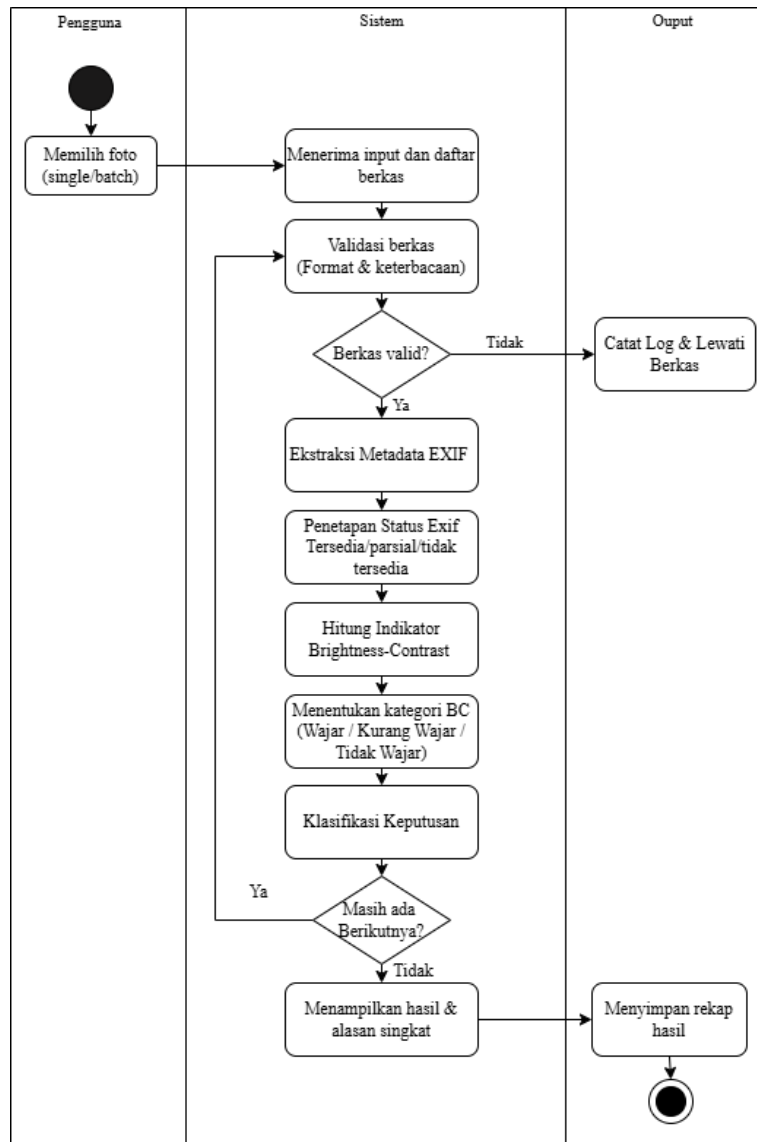 Pengguna
Sistem
Ouput
Memilih foto
(single/batch)
Menerima input dan daftar
berkas
Validasi berkas
(Format & keterbacaan)
Berkas valid?
Tidak
Catat Log & Lewati
Berkas
Ya
Ekstraksi Metadata EXIF
Penetapan Status Exif
Tersedia/parsial/tidak
tersedia
Hitung Indikator
Brightness-Contrast
Menentukan kategori BC
(Wajar / Kurang Wajar /
Tidak Wajar)
Klasifikasi Keputusan
Ya
Masih ada
Berikutnya?
Tidak
Menampilkan hasil &
alasan singkat
Menyimpan rekap
hasil